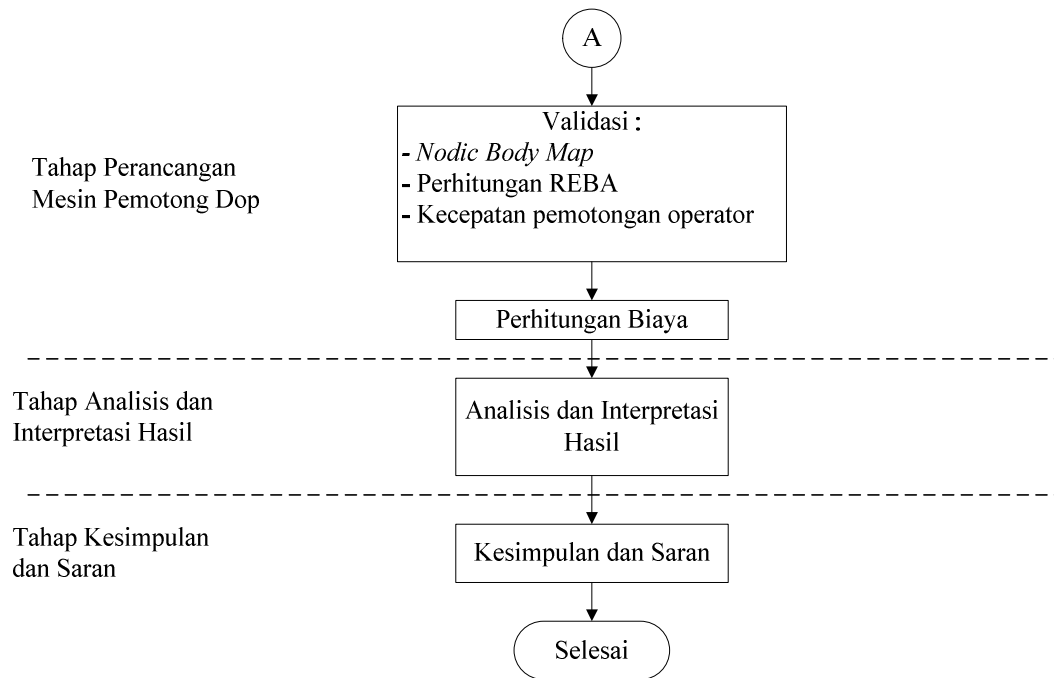 A
Validasi :
- Nodic Body Map
- Perhitungan REBA
- Kecepatan pemotongan operator
Tahap Perancangan
Mesin Pemotong Dop
Perhitungan Biaya
Tahap Analisis dan
Interpretasi Hasil
Analisis dan Interpretasi
Hasil
Tahap Kesimpulan
dan Saran
Kesimpulan dan Saran
Selesai